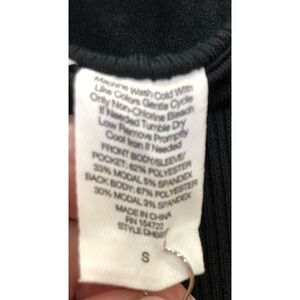 Machine Wash Cold With
Like Colors Gentle Cycle
Only Non-Chlorine Bleach
If Needed Tumble Dry
Low Remove Promptly
Cool Iron If Needed
FRONT BODY/SLEEVE/
POCKET: 62% POLYESTER
33% MODAL 5% SPANDEX
BACK BODY: 67% POLYESTER
30% MODAL 3% SPANDEX
MADE IN CHINA
RN 154722
S